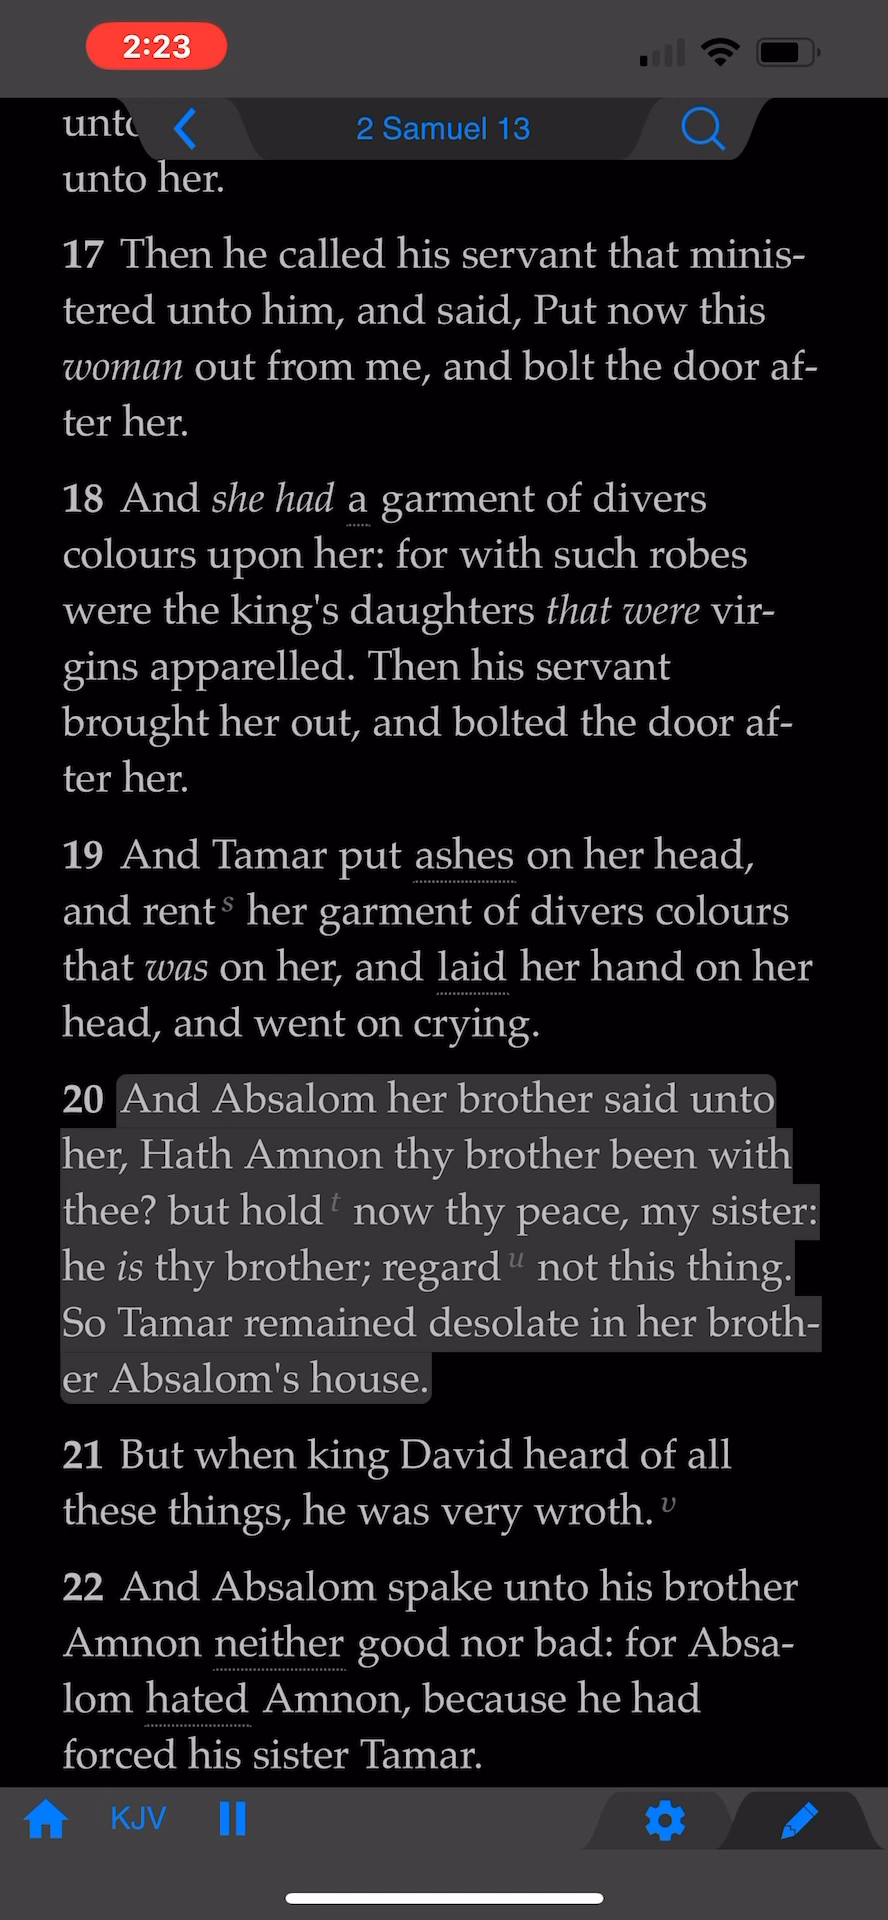 2:23
2 Samuel 13
unto her.
17 Then he called his servant that minis-
tered unto him, and said, Put now this
woman out from me, and bolt the door af-
ter her.
18 And she had a garment of divers
colours upon her: for with such robes
were the king's daughters that were vir-
gins apparelled. Then his servant
brought her out, and bolted the door af-
ter her.
19 And Tamar put ashes on her head,
and rent s her garment of divers colours
that was on her, and laid her hand on her
head, and went on crying.
20 And Absalom her brother said unto
her, Hath Amnon thy brother been with
thee? but hold t now thy peace, my sister:
he is thy brother; regard u not this thing.
So Tamar remained desolate in her broth-
er Absalom's house.
21 But when king David heard of all
these things, he was very wroth. v
22 And Absalom spake unto his brother
Amnon neither good nor bad: for Absa-
lom hated Amnon, because he had
forced his sister Tamar.
KJV